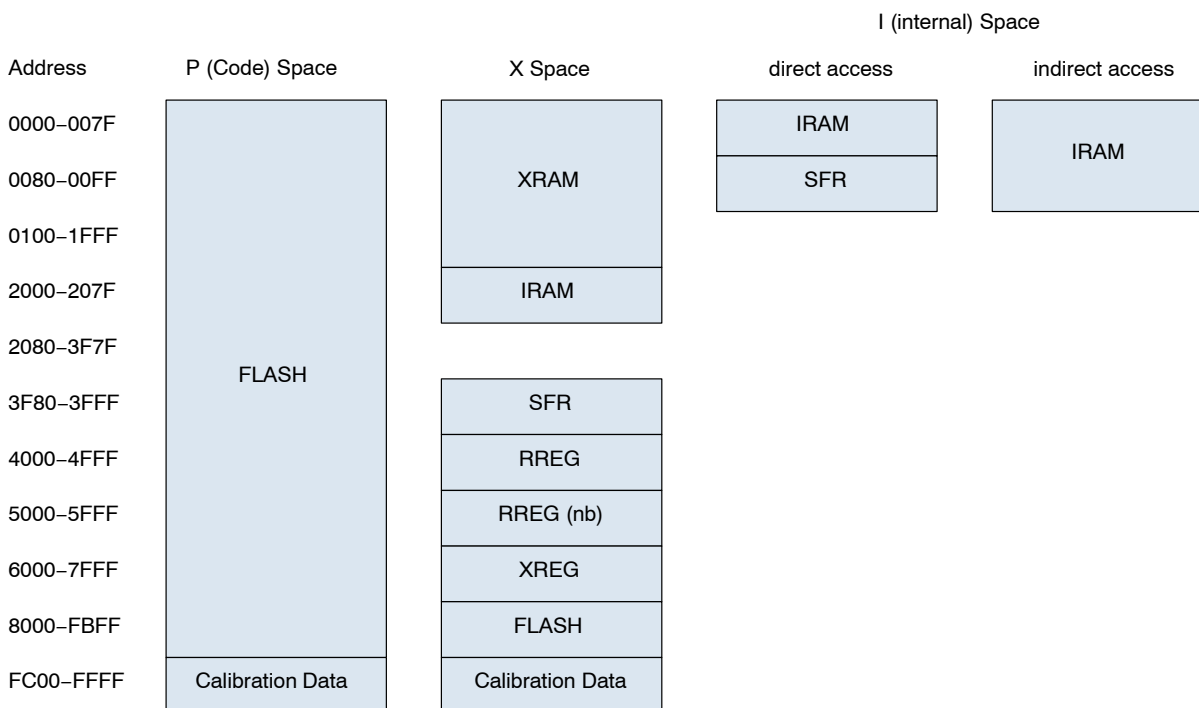 I (internal) Space
Address P (Code) Space X Space direct access indirect access
0000−007F IRAM
IRAM
0080−00FF XRAM SFR
0100−1FFF
2000−207F IRAM
2080−3F7F
FLASH
3F80−3FFF SFR
4000−4FFF RREG
5000−5FFF RREG (nb)
6000−7FFF XREG
8000−FBFF FLASH
FC00−FFFF Calibration Data Calibration Data